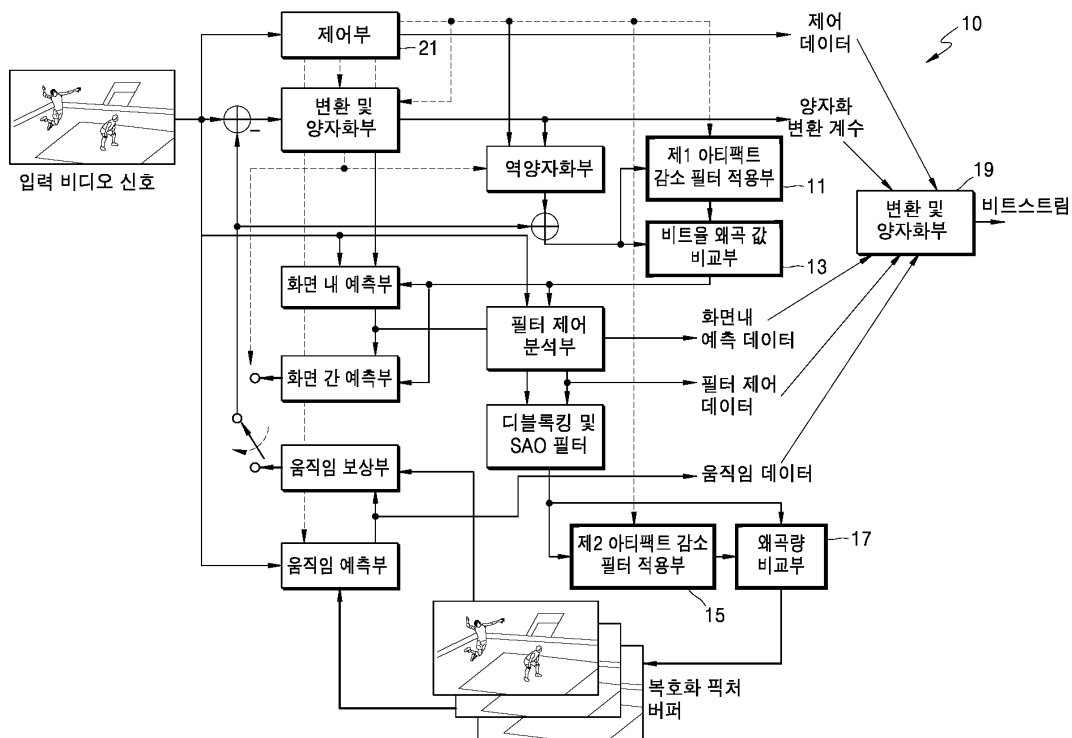 제어부
21
제어
데이터
10
입력 비디오 신호
변환 및
양자화부
양자화
변환 계수
역양자화부
제1 아티팩트
감소 필터 적용부
11
19
변환 및
양자화부
비트스트림
비트율 왜곡 값
비교부
13
화면 내 예측부
필터 제어
분석부
화면내
예측 데이터
화면 간 예측부
필터 제어
데이터
디블록킹 및
SAO 필터
움직임 보상부
움직임 데이터
움직임 예측부
제2 아티팩트 감소
필터 적용부
15
왜곡량
비교부
17
복호화 픽처
버퍼